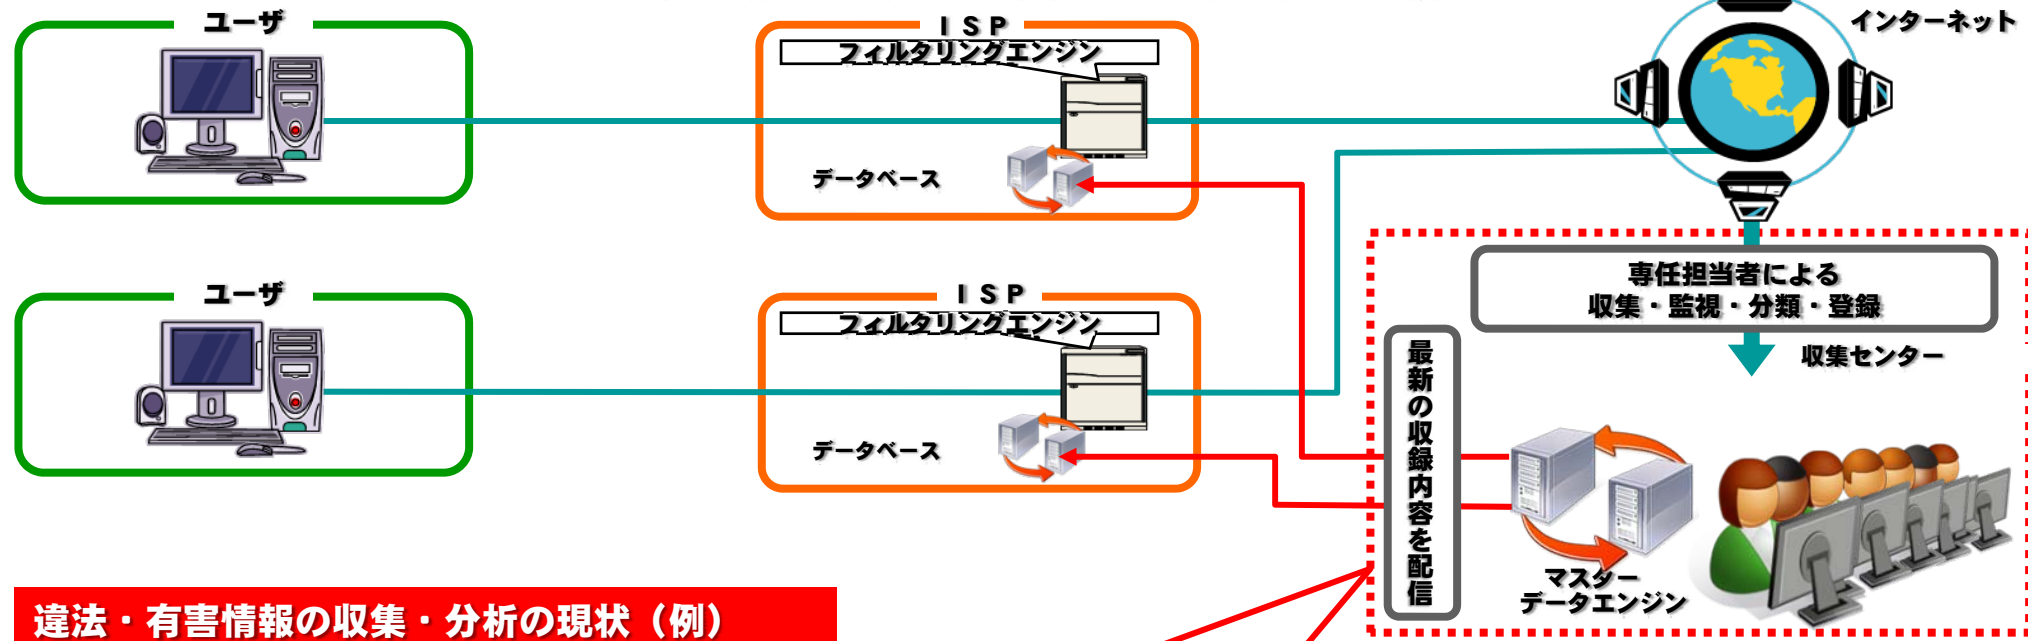 ユーザ
ISP
フィルタリングエンジン
データベース
インターネット
ユーザ
ISP
フィルタリングエンジン
データベース
専任担当者による
収集・監視・分類・登録
収集センター
最新の収録内容を配信
マスター
データエンジン
違法・有害情報の収集・分析の現状（例）